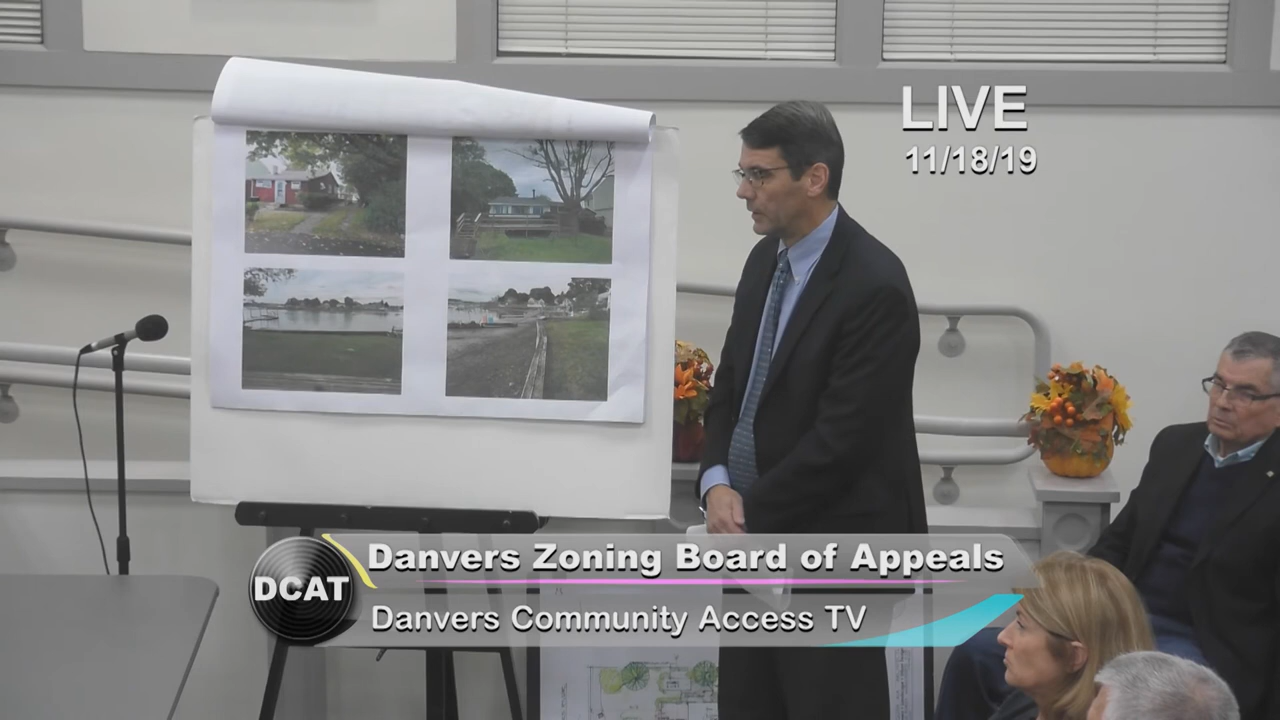 LIVE
11/18/19
Danvers Zoning Board of Appeals
DCAT
Danvers Community Access TV